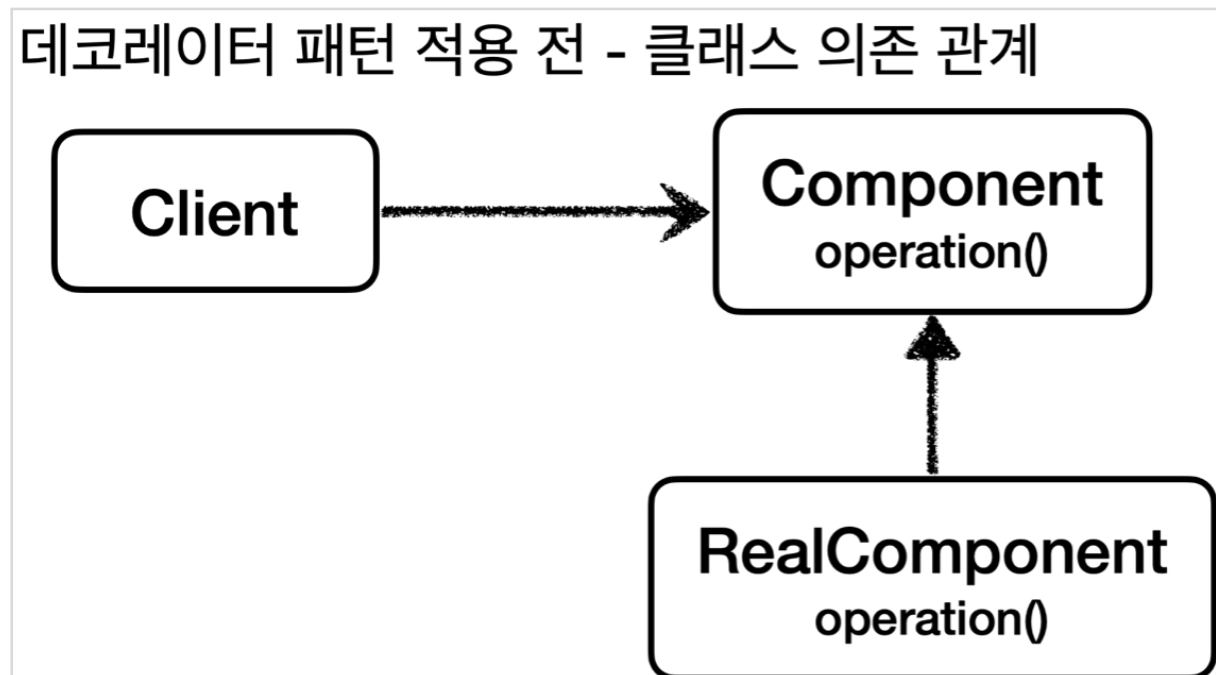 데코레이터 패턴 적용 전 - 클래스 의존 관계
Client
Component
operation()
RealComponent
operation()